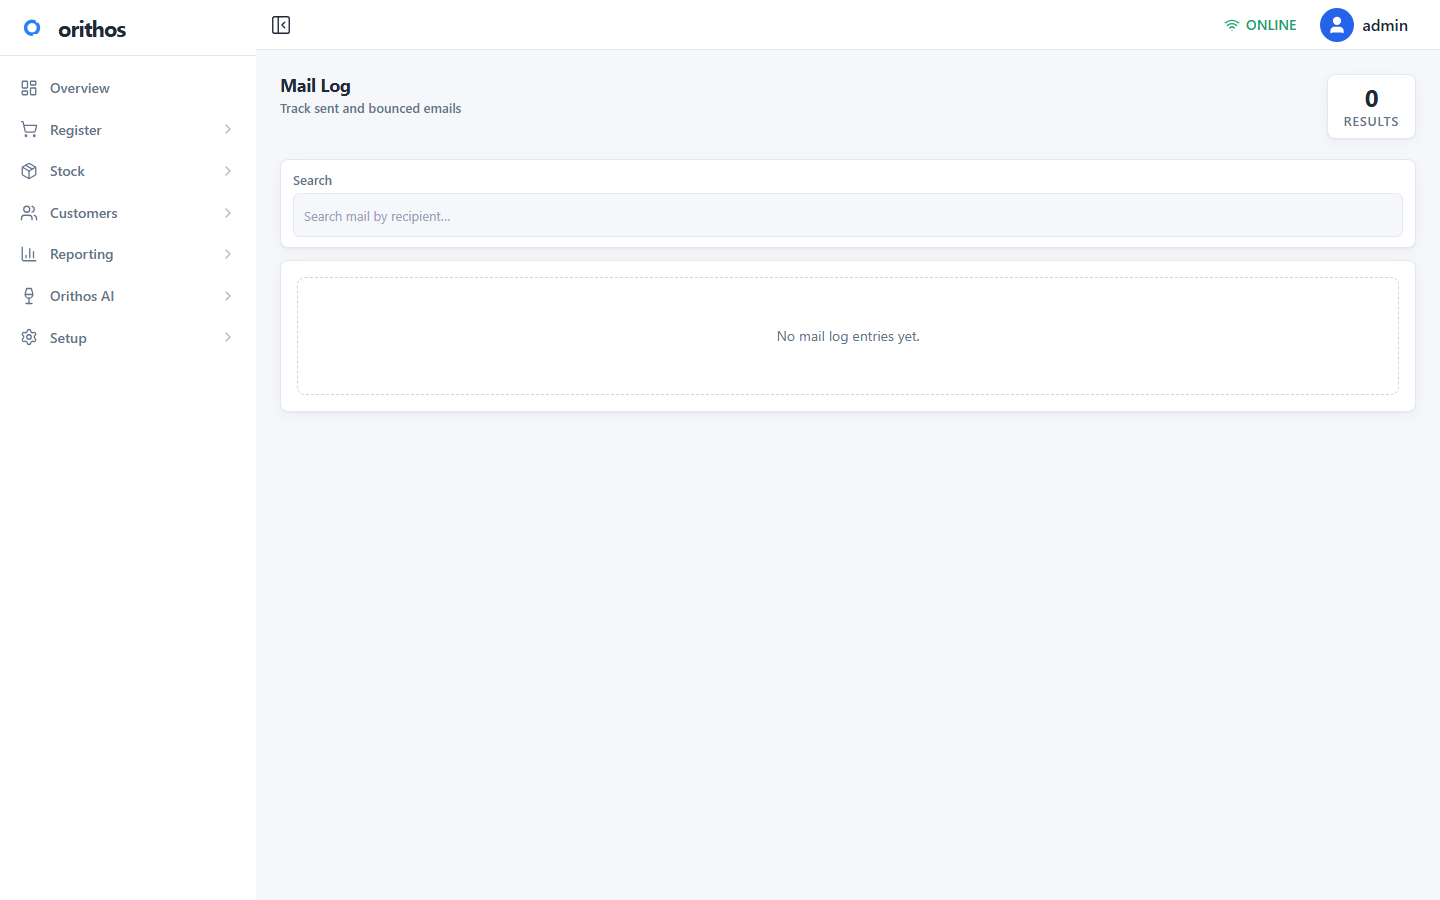 orithos
ONLINE
admin
Overview
Register
Stock
Customers
Reporting
Orithos AI
Setup
Mail Log
Track sent and bounced emails
0
RESULTS
Search
Search mail by recipient...
No mail log entries yet.